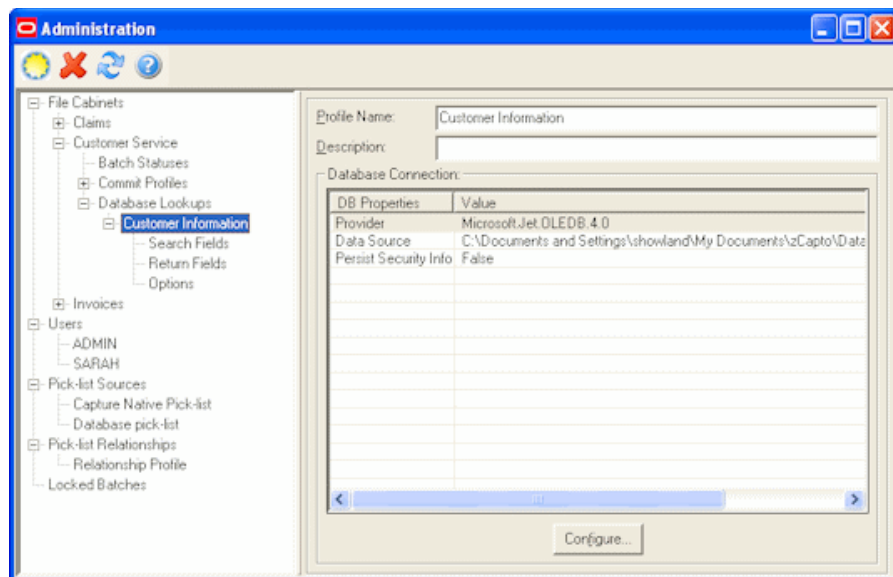 Administration
File Cabinets
Claims
Customer Service
Batch Statuses
Commit Profiles
Database Lookups
Customer Information
Search Fields
Return Fields
Options
Invoices
Users
ADMIN
SARAH
Pick-list Sources
Capture Native Pick-list
Database pick-list
Pick-list Relationships
Relationship Profile
Locked Batches
Profile Name: Customer Information
Description:
Database Connection:
DB Properties Value
Provider Microsoft.Jet.OLEDB.4.0
Data Source C:\Documents and Settings\showland\My Documents\zCapto\Data
Persist Security Info False
Configure...